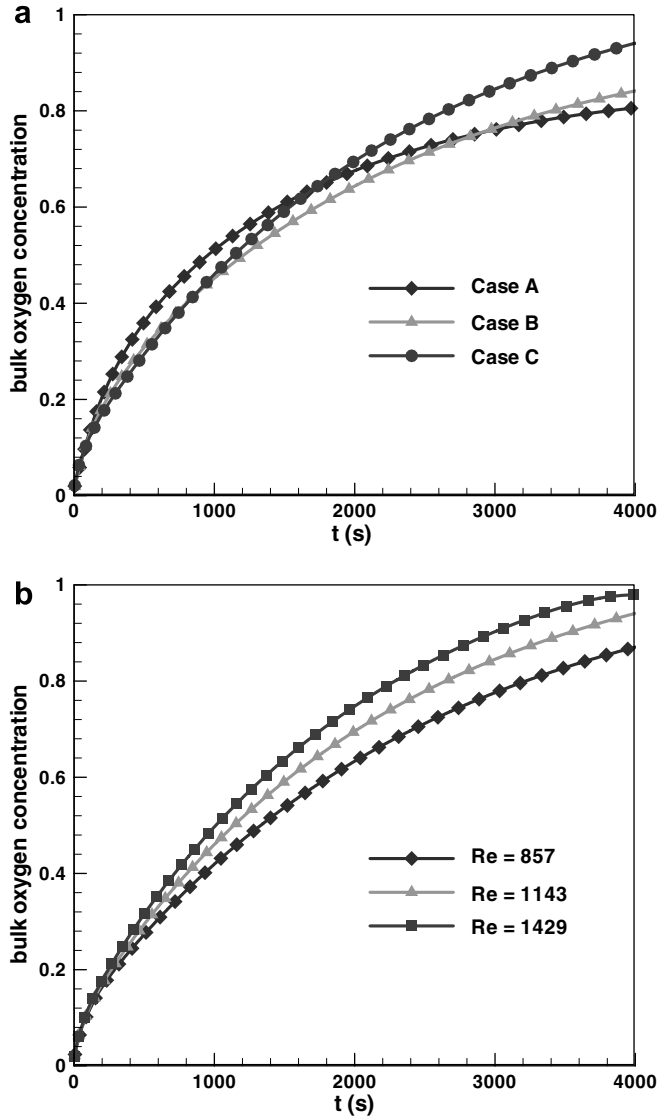 a
1
0.8
0.6
0.4
0.2
0
bulk oxygen concentration
Case A
Case B
Case C
0 1000 2000 3000 4000
t (s)
b
1
0.8
0.6
0.4
0.2
0
bulk oxygen concentration
Re = 857
Re = 1143
Re = 1429
0 1000 2000 3000 4000
t (s)